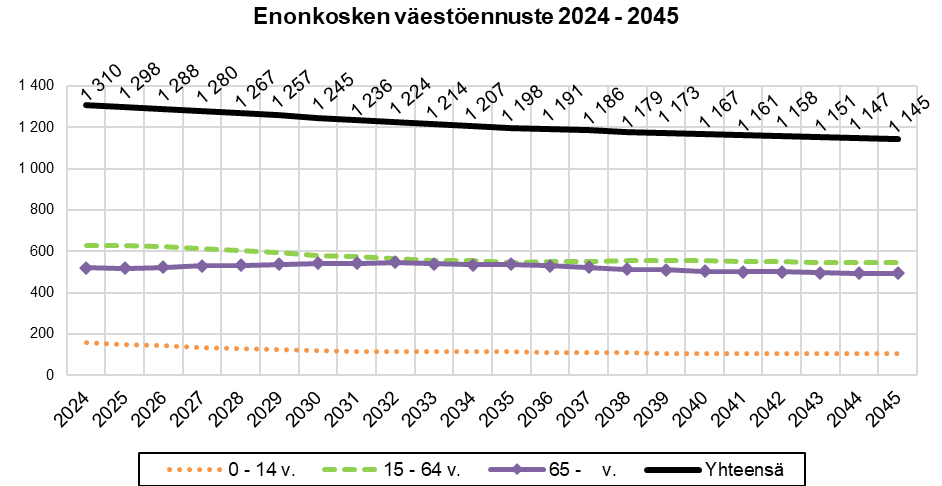 Enonkosken väestöennuste 2024 - 2045
1 310 1 298 1 288 1 280 1 267 1 257 1 245 1 236 1 224 1 214 1 207 1 198 1 191 1 186 1 179 1 173 1 167 1 161 1 158 1 151 1 147 1 145
1 400
1 200
1 000
800
600
400
200
0
2024 2025 2026 2027 2028 2029 2030 2031 2032 2033 2034 2035 2036 2037 2038 2039 2040 2041 2042 2043 2044 2045
0 - 14 v. 15 - 64 v. 65 - v. Yhteensä